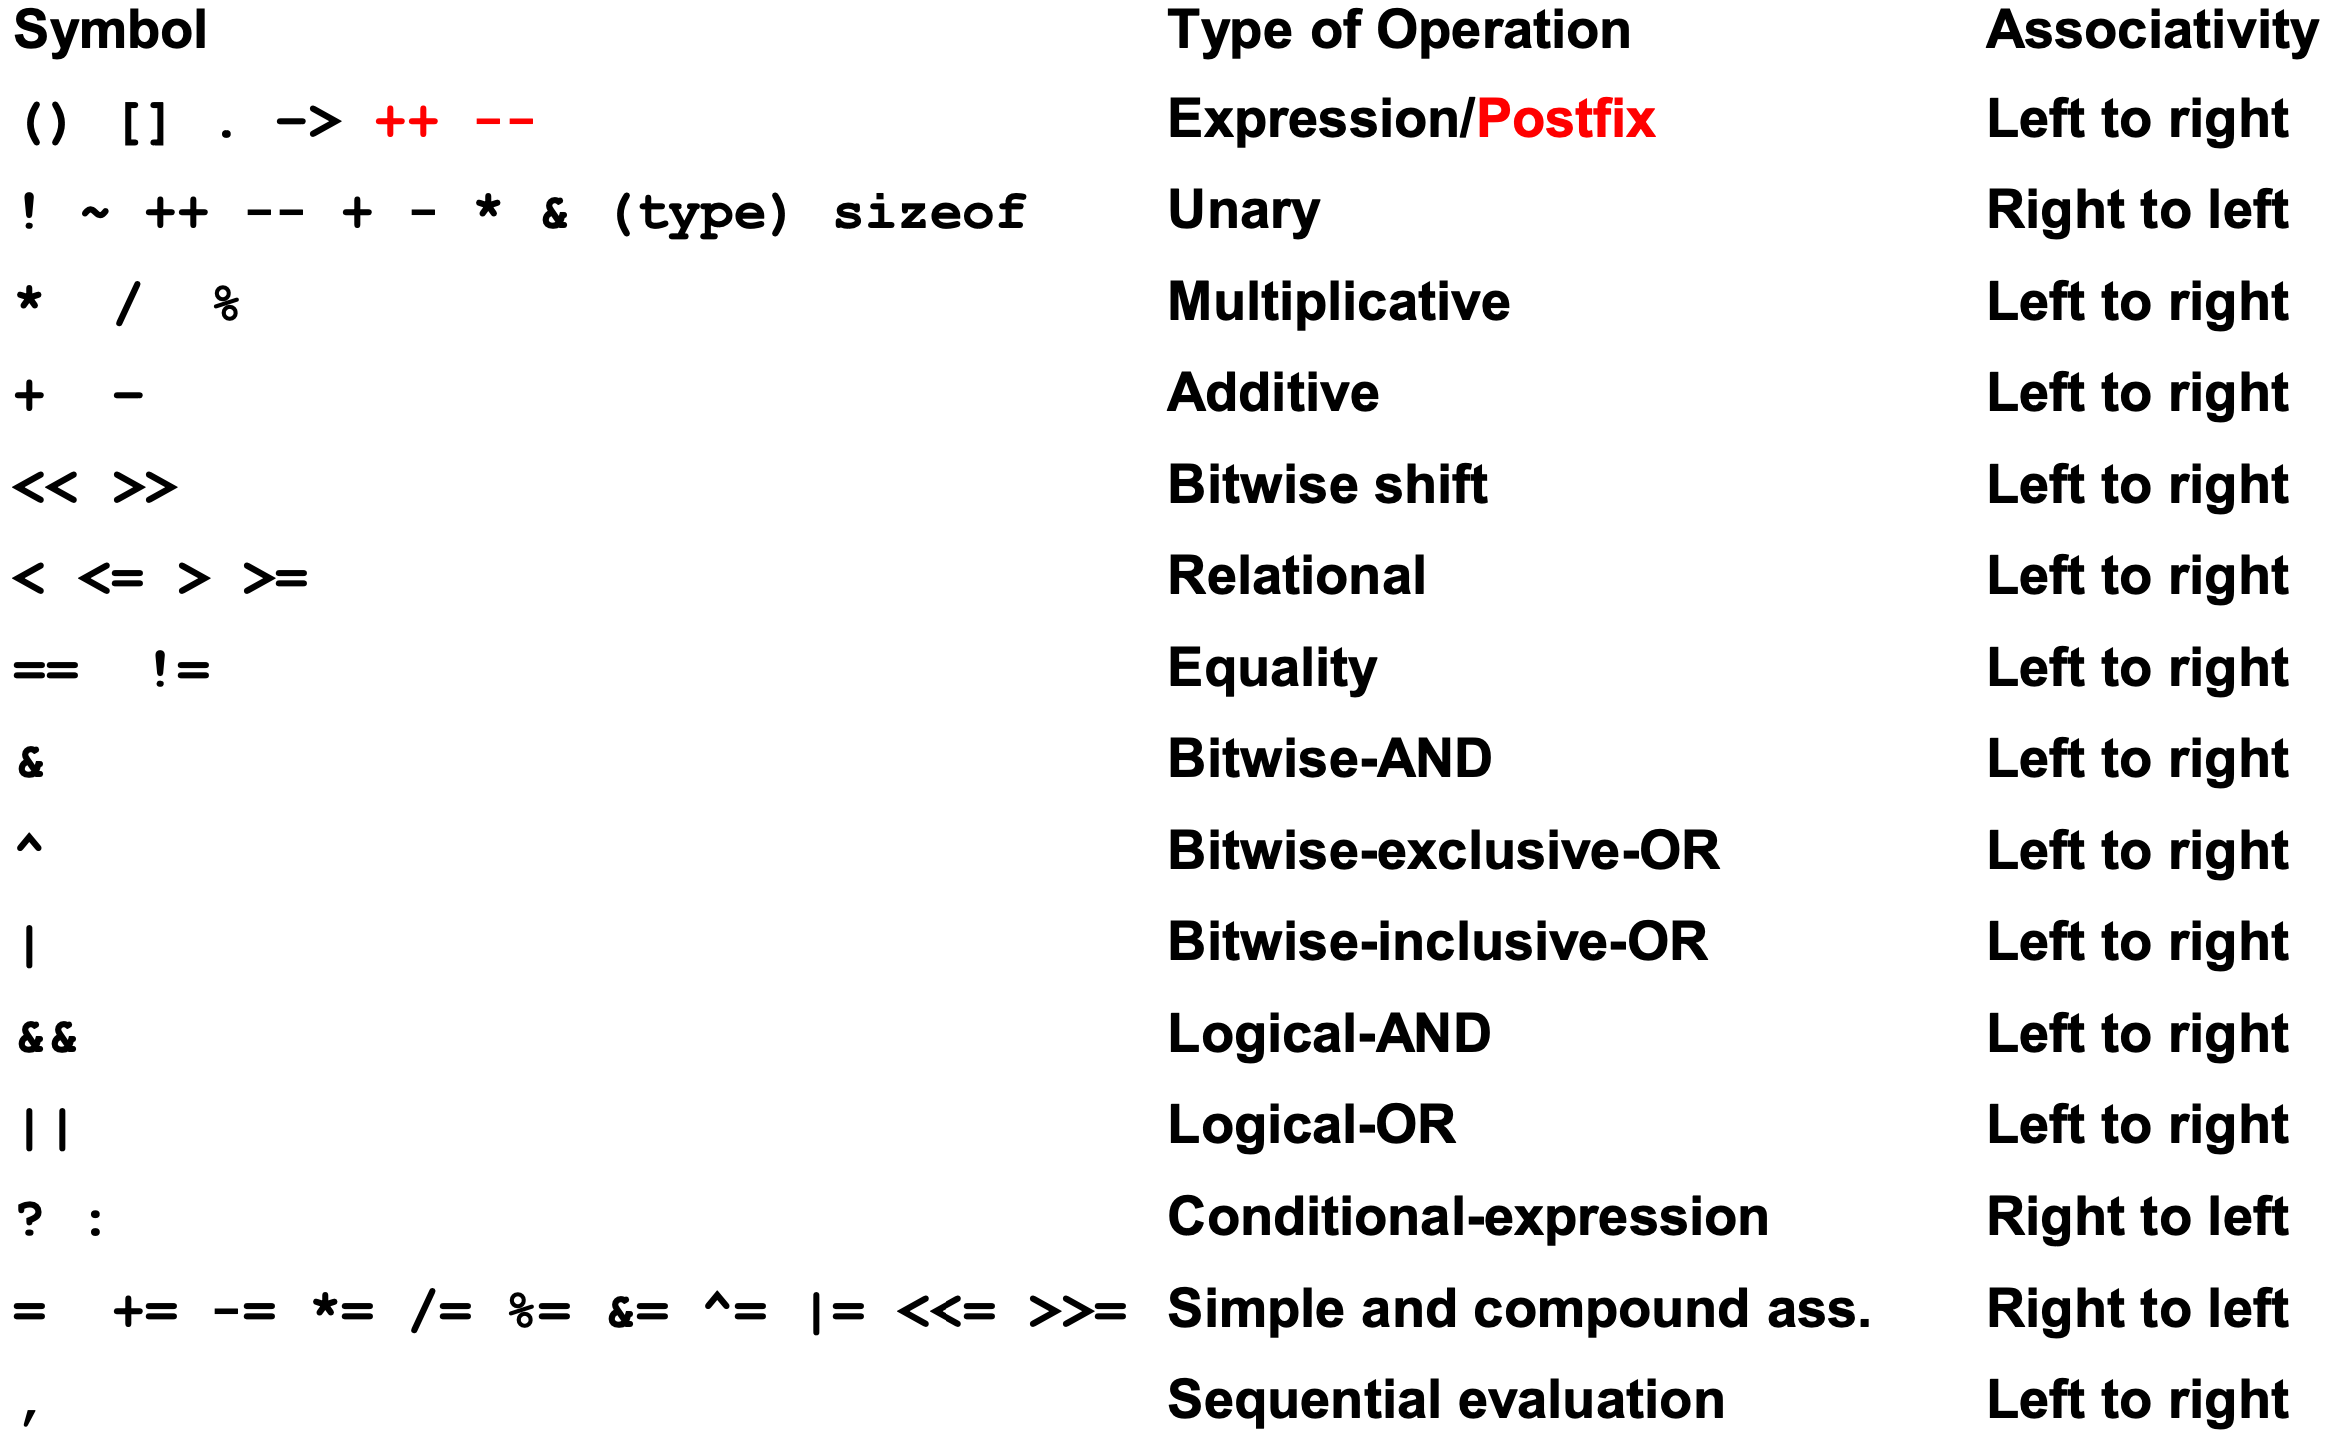 Symbol Type of Operation Associativity
() [] . -> ++ -- Expression/Postfix Left to right
! ~ ++ -- + - * & (type) sizeof Unary Right to left
* / % Multiplicative Left to right
+ - Additive Left to right
<< >> Bitwise shift Left to right
< <= > >= Relational Left to right
== != Equality Left to right
& Bitwise-AND Left to right
^ Bitwise-exclusive-OR Left to right
| Bitwise-inclusive-OR Left to right
&& Logical-AND Left to right
|| Logical-OR Left to right
? : Conditional-expression Right to left
= += -= *= /= %= &= ^= |= <<= >>= Simple and compound ass. Right to left
, Sequential evaluation Left to right